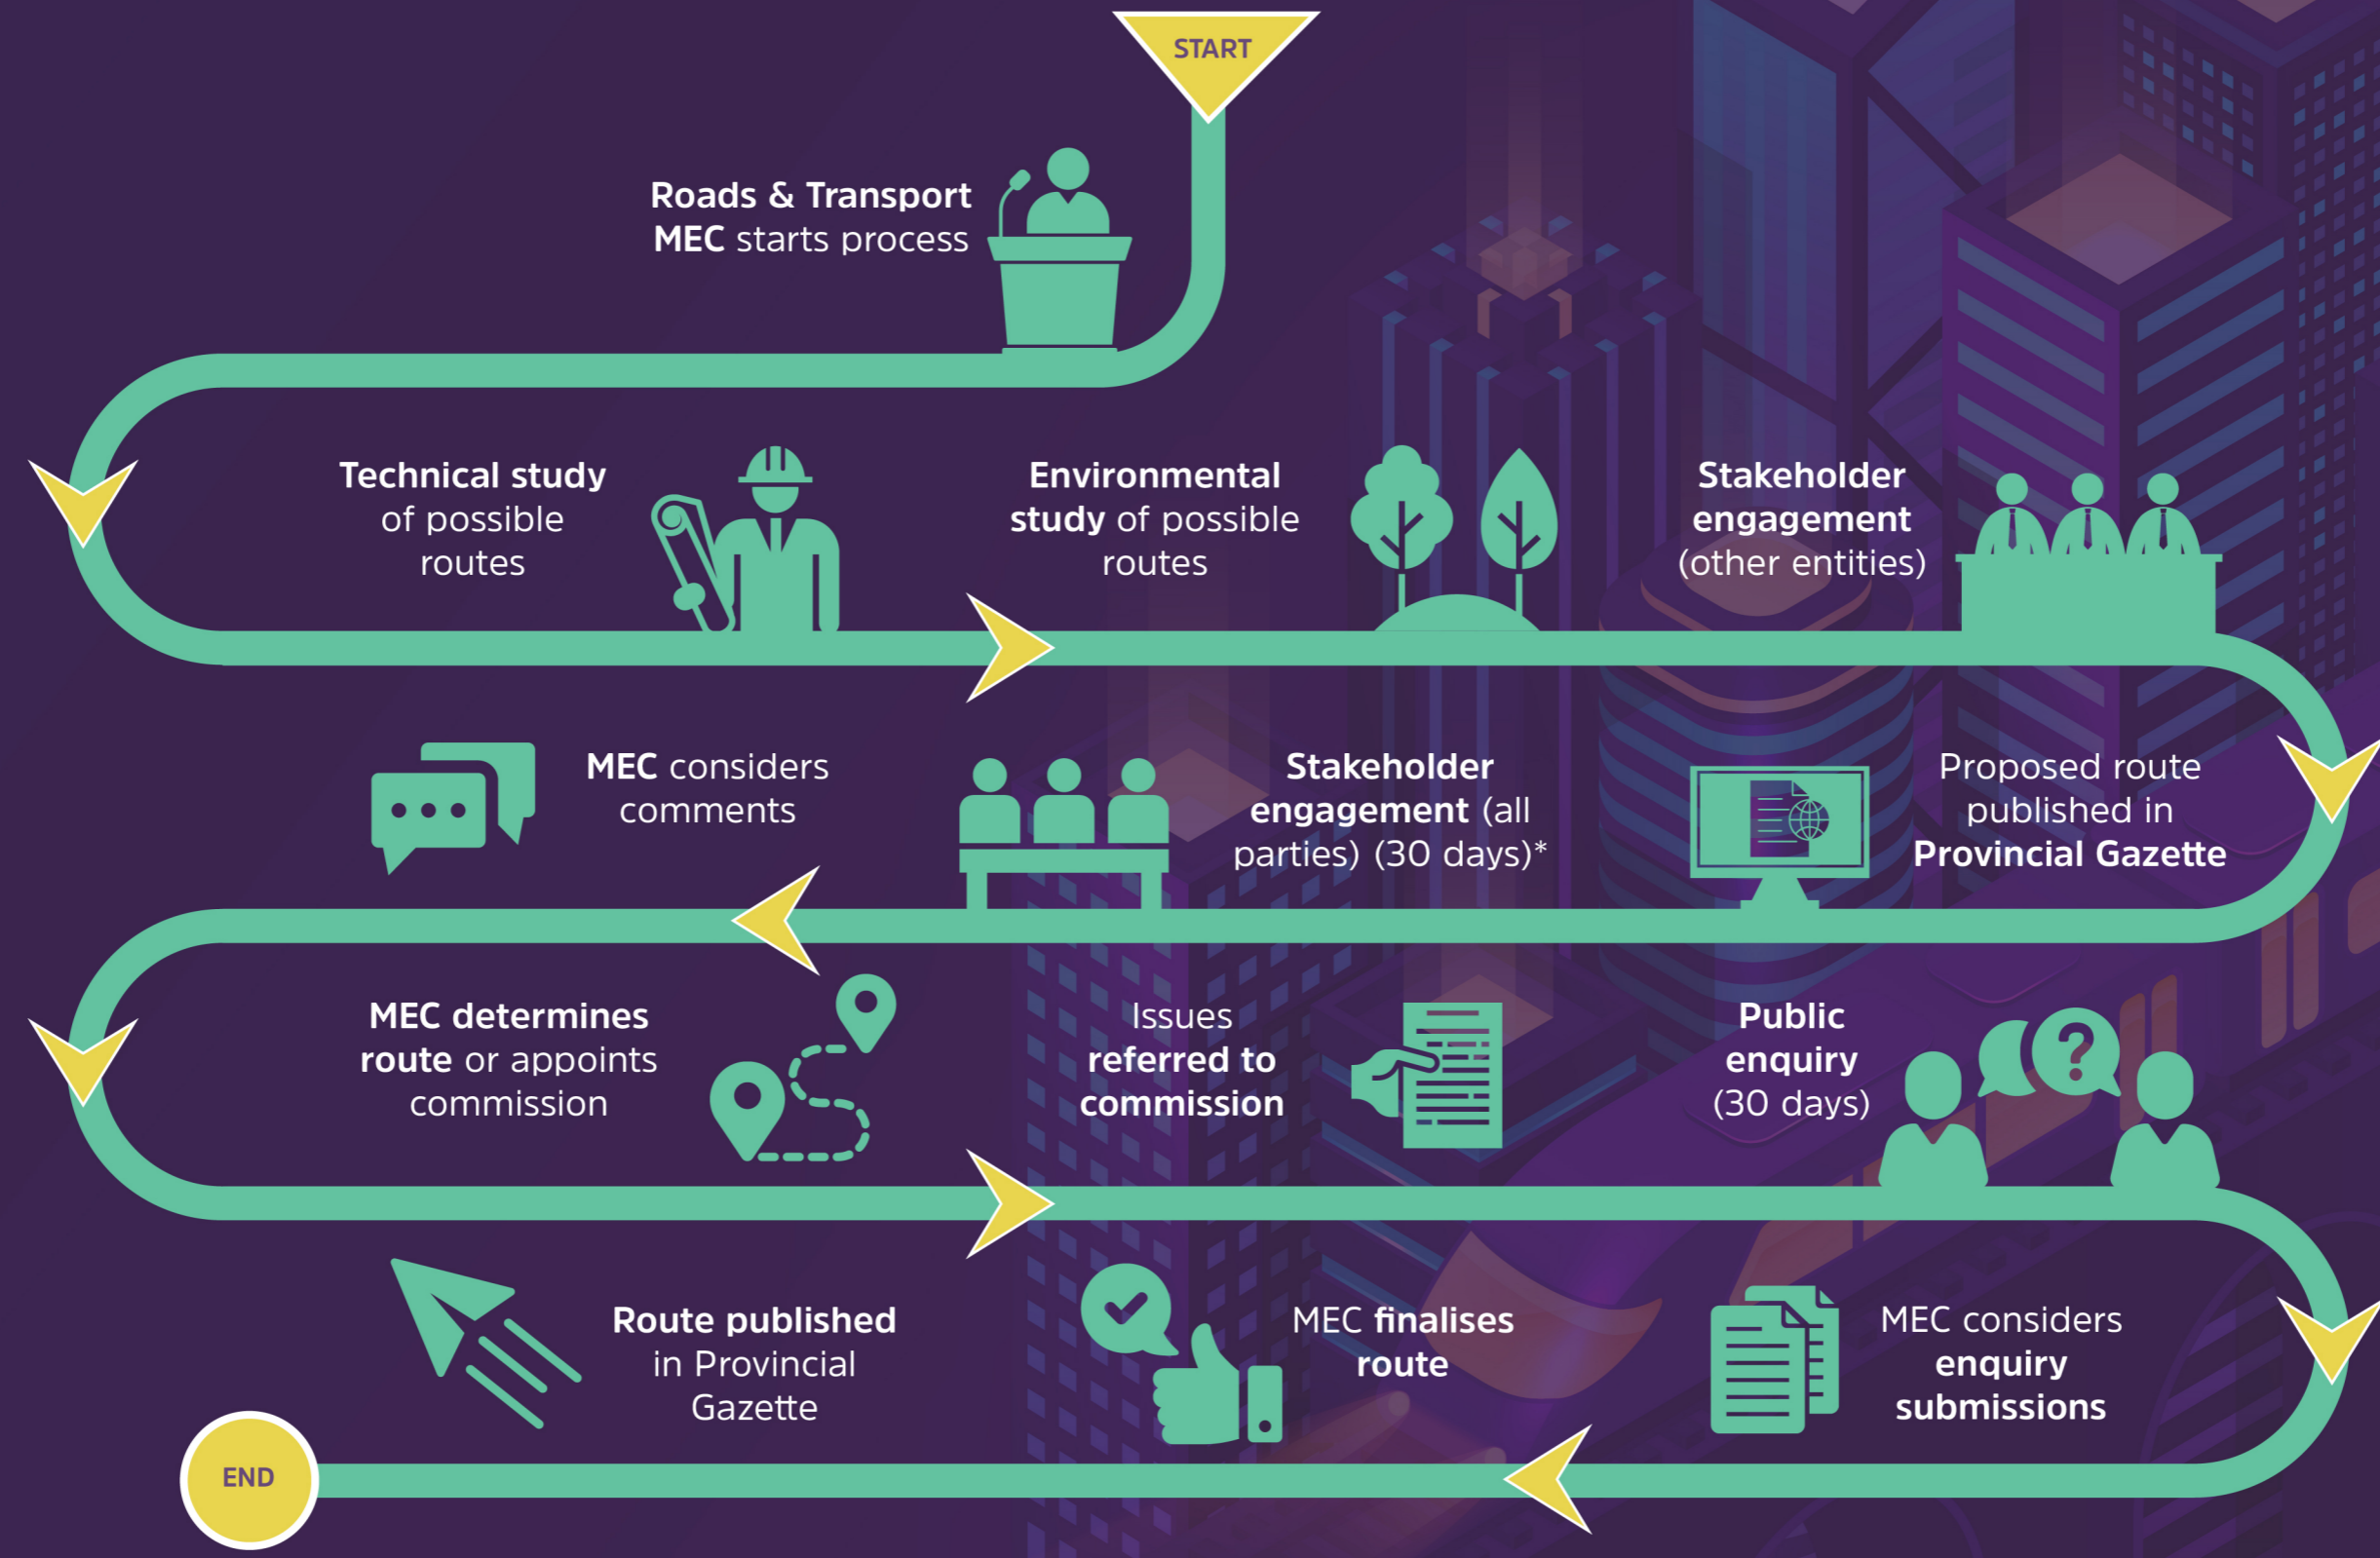 START
Roads & Transport
MEC starts process
Technical study
of possible
routes
Environmental
study of possible
routes
Stakeholder
engagement
(other entities)
Proposed route
published in
Provincial Gazette
Stakeholder
engagement (all
parties) (30 days)*
MEC considers
comments
MEC determines
route or appoints
commission
Issues
referred to
commission
Public
enquiry
(30 days)
?
MEC considers
enquiry
submissions
MEC finalises
route
Route published
in Provincial
Gazette
END